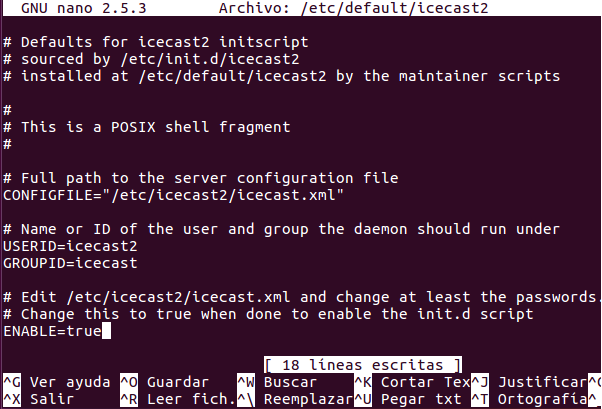 GNU nano 2.5.3 Archivo: /etc/default/icecast2
# Defaults for icecast2 initscript
# sourced by /etc/init.d/icecast2
# installed at /etc/default/icecast2 by the maintainer scripts
#
# This is a POSIX shell fragment
#
# Full path to the server configuration file
CONFIGFILE="/etc/icecast2/icecast.xml"
# Name or ID of the user and group the daemon should run under
USERID=icecast2
GROUPID=icecast
# Edit /etc/icecast2/icecast.xml and change at least the passwords.
# Change this to true when done to enable the init.d script
ENABLE=true
[ 18 líneas escritas ]
^G Ver ayuda ^O Guardar ^W Buscar ^K Cortar Tex ^J Justificar ^C
^X Salir ^R Leer fich. ^\ Reemplazar ^U Pegar txt ^T Ortografía ^